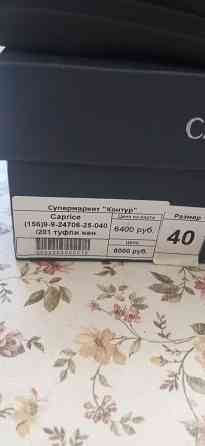 CA
Супермаркет "Контур"
Caprice
(156)9-9-24706-25-040
/201 туфли жен
Цена по карте
6400 руб.
Цена
8000 руб.
Размер
40